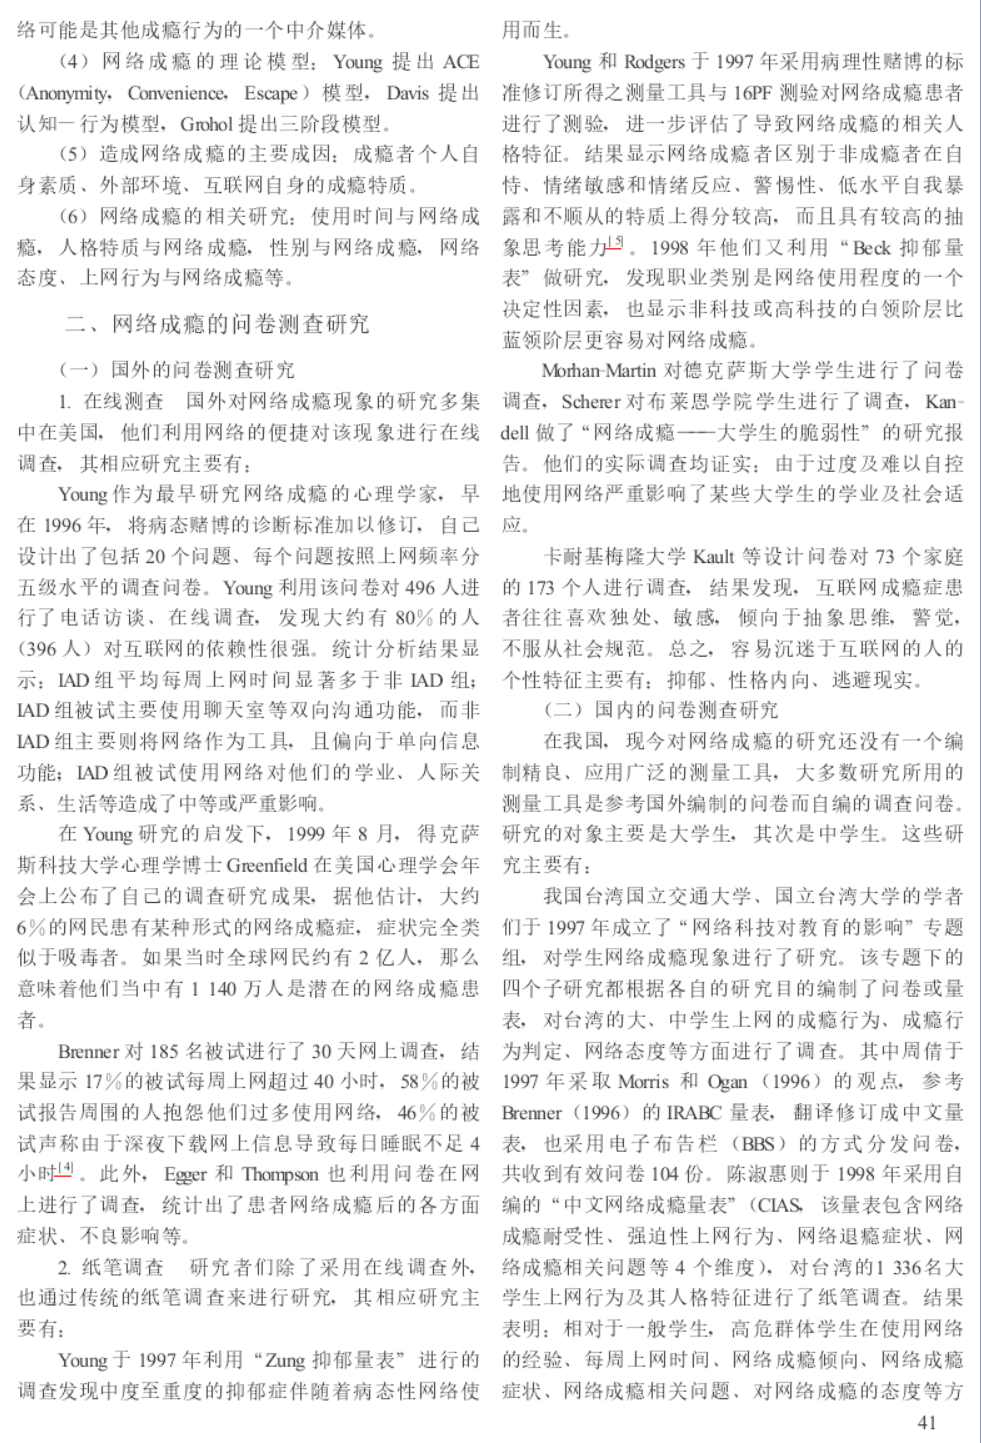 络可能是其他成瘾行为的一个中介媒体。
（4）网络成瘾的理论模型：Young 提出 ACE
（Anonymity，Convenience，Escape）模型，Davis 提出
认知—行为模型，Grohol 提出三阶段模型。
（5）造成网络成瘾的主要成因：成瘾者个人自
身素质、外部环境、互联网自身的成瘾特质。
（6）网络成瘾的相关研究：使用时间与网络成
瘾，人格特质与网络成瘾，性别与网络成瘾，网络
态度、上网行为与网络成瘾等。
二、网络成瘾的问卷测查研究
（一）国外的问卷测查研究
1. 在线测查　国外对网络成瘾现象的研究多集
中在美国，他们利用网络的便捷对该现象进行在线
调查，其相应研究主要有：
Young 作为最早研究网络成瘾的心理学家，早
在 1996 年，将病态赌博的诊断标准加以修订，自己
设计出了包括 20 个问题、每个问题按照上网频率分
五级水平的调查问卷。Young 利用该问卷对 496 人进
行了电话访谈、在线调查，发现大约有 80％的人
（396 人）对互联网的依赖性很强。统计分析结果显
示：IAD 组平均每周上网时间显著多于非 IAD 组；
IAD 组被试主要使用聊天室等双向沟通功能，而非
IAD 组主要则将网络作为工具，且偏向于单向信息
功能；IAD 组被试使用网络对他们的学业、人际关
系、生活等造成了中等或严重影响。
在 Young 研究的启发下，1999 年 8 月，得克萨
斯科技大学心理学博士 Greenfield 在美国心理学会年
会上公布了自己的调查研究成果，据他估计，大约
6％的网民患有某种形式的网络成瘾症，症状完全类
似于吸毒者。如果当时全球网民约有 2 亿人，那么
意味着他们当中有 1 140 万人是潜在的网络成瘾患
者。
Brenner 对 185 名被试进行了 30 天网上调查，结
果显示 17％的被试每周上网超过 40 小时，58％的被
试报告周围的人抱怨他们过多使用网络，46％的被
试声称由于深夜下载网上信息导致每日睡眠不足 4
小时[4]。此外，Egger 和 Thompson 也利用问卷在网
上进行了调查，统计出了患者网络成瘾后的各方面
症状、不良影响等。
2. 纸笔调查　研究者们除了采用在线调查外，
也通过传统的纸笔调查来进行研究，其相应研究主
要有：
Young 于 1997 年利用“Zung 抑郁量表”进行的
调查发现中度至重度的抑郁症伴随着病态性网络使
用而生。
Young 和 Rodgers 于 1997 年采用病理性赌博的标
准修订所得之测量工具与 16PF 测验对网络成瘾患者
进行了测验，进一步评估了导致网络成瘾的相关人
格特征。结果显示网络成瘾者区别于非成瘾者在自
恃、情绪敏感和情绪反应、警惕性、低水平自我暴
露和不顺从的特质上得分较高，而且具有较高的抽
象思考能力[5]。1998 年他们又利用“Beck 抑郁量
表”做研究，发现职业类别是网络使用程度的一个
决定性因素，也显示非科技或高科技的白领阶层比
蓝领阶层更容易对网络成瘾。
Morhan-Martin 对德克萨斯大学学生进行了问卷
调查，Scherer 对布莱恩学院学生进行了调查，Kan-
dell 做了“网络成瘾——大学生的脆弱性”的研究报
告。他们的实际调查均证实：由于过度及难以自控
地使用网络严重影响了某些大学生的学业及社会适
应。
卡耐基梅隆大学 Kault 等设计问卷对 73 个家庭
的 173 个人进行调查，结果发现，互联网成瘾症患
者往往喜欢独处、敏感，倾向于抽象思维，警觉，
不服从社会规范。总之，容易沉迷于互联网的人的
个性特征主要有：抑郁、性格内向、逃避现实。
（二）国内的问卷测查研究
在我国，现今对网络成瘾的研究还没有一个编
制精良、应用广泛的测量工具，大多数研究所用的
测量工具是参考国外编制的问卷而自编的调查问卷。
研究的对象主要是大学生，其次是中学生。这些研
究主要有：
我国台湾国立交通大学、国立台湾大学的学者
们于 1997 年成立了“网络科技对教育的影响”专题
组，对学生网络成瘾现象进行了研究。该专题下的
四个子研究都根据各自的研究目的编制了问卷或量
表，对台湾的大、中学生上网的成瘾行为、成瘾行
为判定、网络态度等方面进行了调查。其中周倩于
1997 年采取 Morris 和 Ogan（1996）的观点，参考
Brenner（1996）的 IRABC 量表，翻译修订成中文量
表，也采用电子布告栏（BBS）的方式分发问卷，
共收到有效问卷 104 份。陈淑惠则于 1998 年采用自
编的“中文网络成瘾量表”（CIAS，该量表包含网络
成瘾耐受性、强迫性上网行为、网络退瘾症状、网
络成瘾相关问题等 4 个维度），对台湾的1 336名大
学生上网行为及其人格特征进行了纸笔调查。结果
表明：相对于一般学生，高危群体学生在使用网络
的经验、每周上网时间、网络成瘾倾向、网络成瘾
症状、网络成瘾相关问题、对网络成瘾的态度等方
41